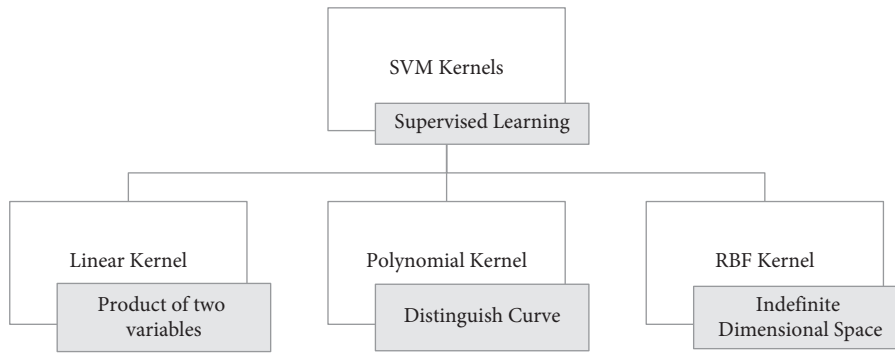 SVM Kernels
Supervised Learning
Linear Kernel
Product of two
variables
Polynomial Kernel
Distinguish Curve
RBF Kernel
Indefinite
Dimensional Space